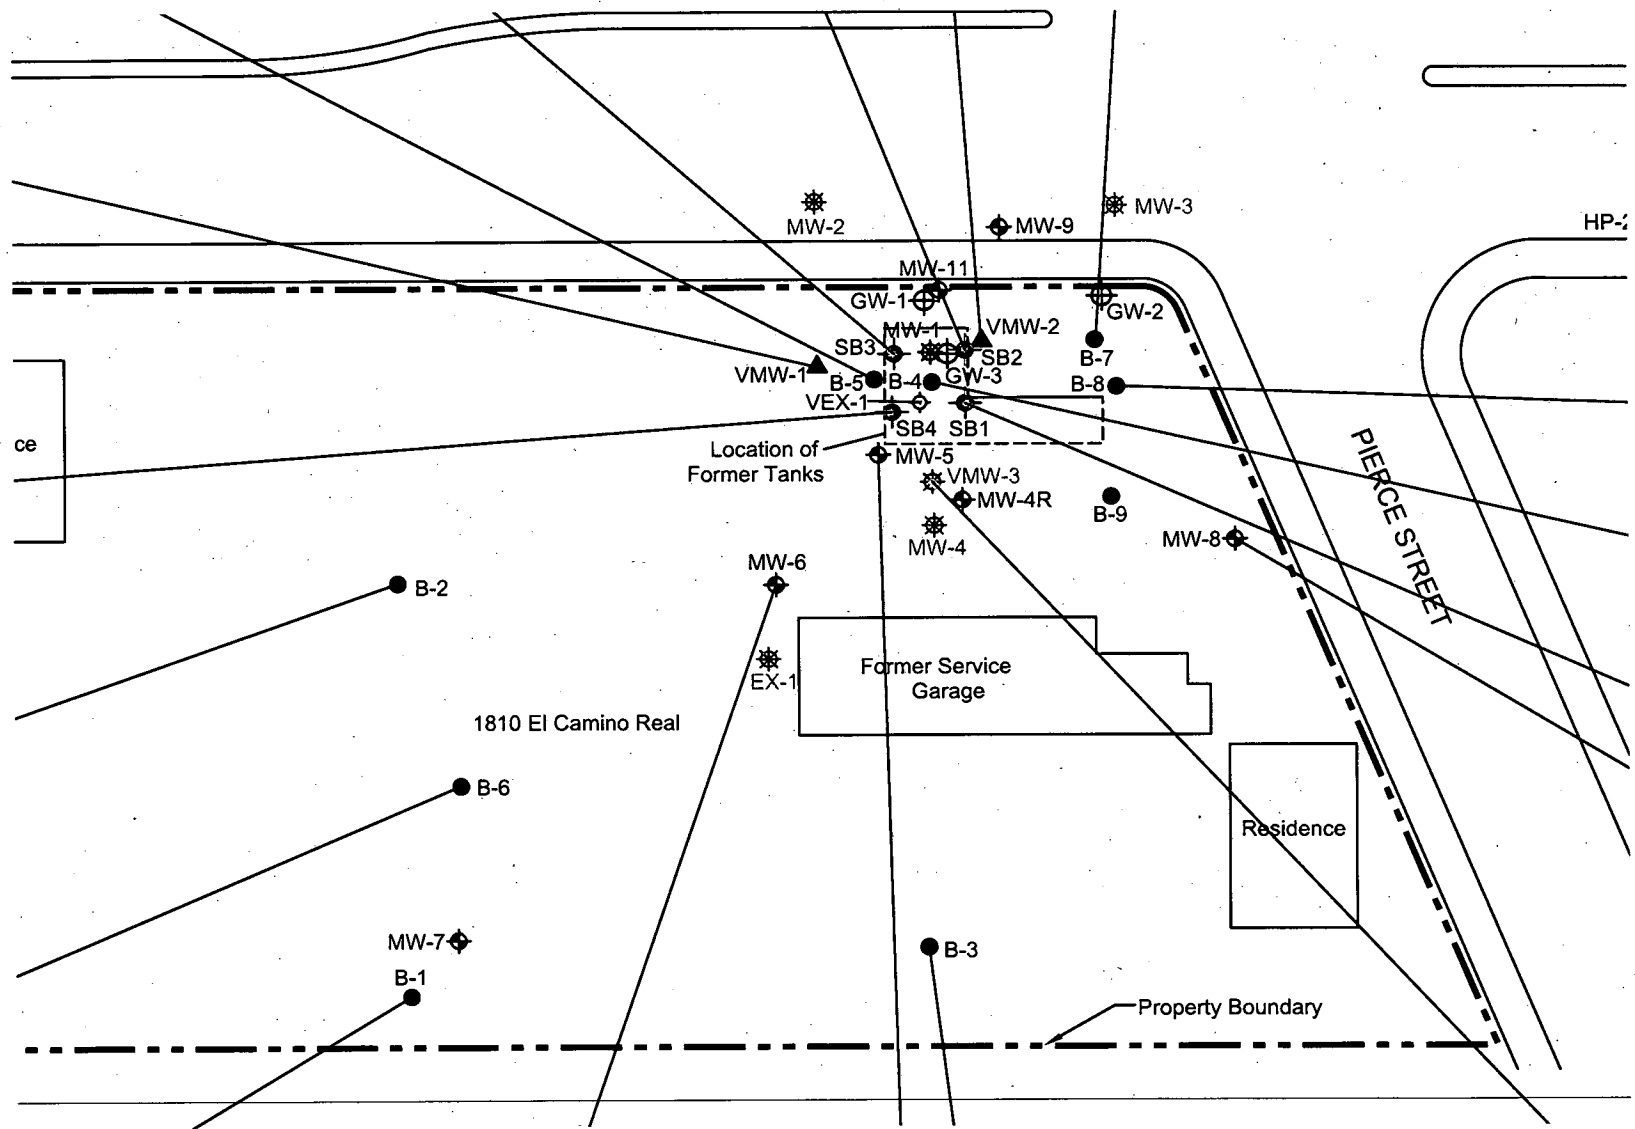 MW-2
MW-9
MW-3
HP-2
MW-11
GW-1
GW-2
MW-1
VMW-2
SB3
SB2
B-7
VMW-1
B-5
B-4
GW-3
B-8
VEX-1
SB4
SB1
ce
Location of
Former Tanks
MW-5
VMW-3
MW-4R
B-9
MW-4
MW-8
PIERCE STREET
MW-6
B-2
EX-1
Former Service
Garage
1810 El Camino Real
B-6
Residence
MW-7
B-3
B-1
Property Boundary